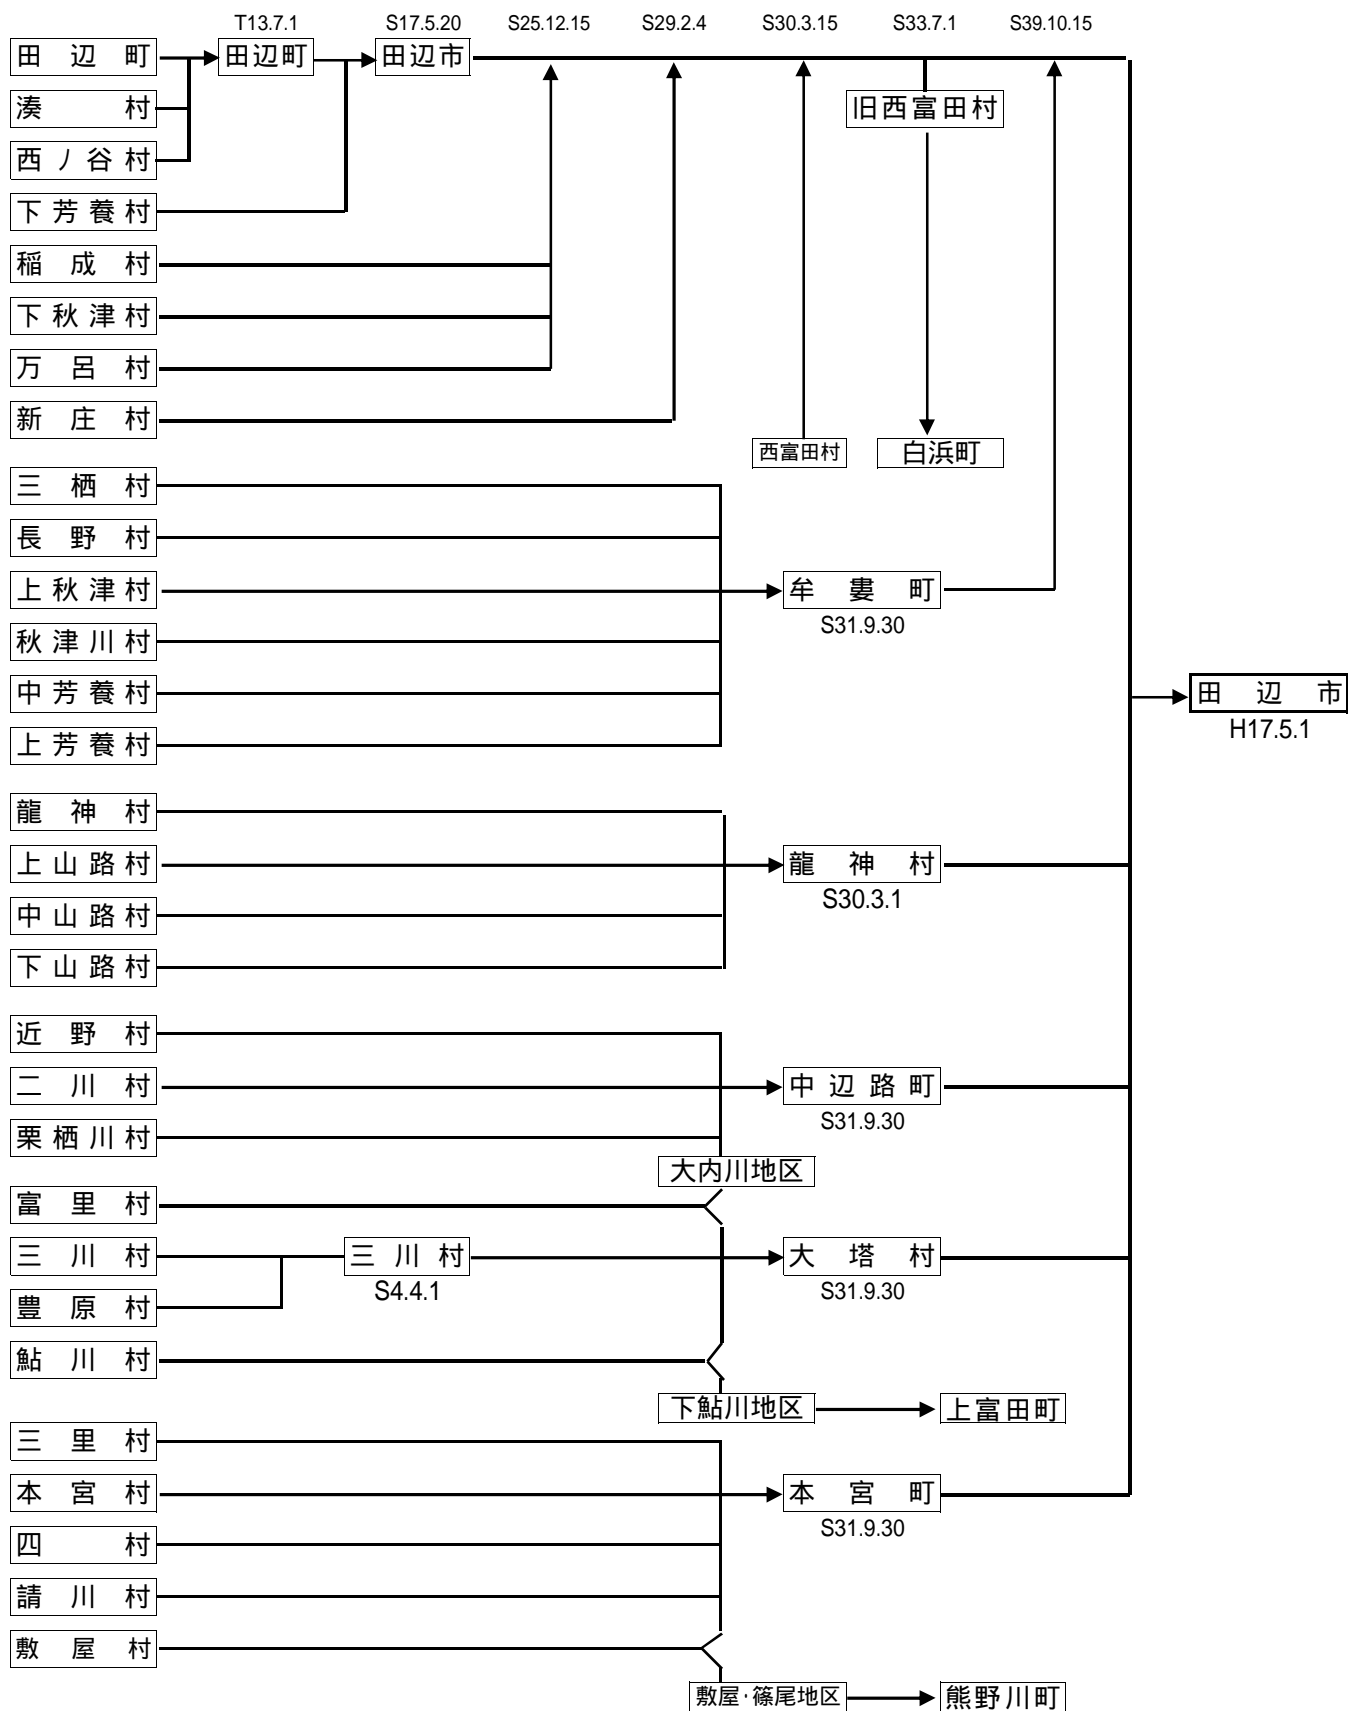 T13.7.1 S17.5.20 S25.12.15 S29.2.4 S30.3.15 S33.7.1 S39.10.15
田辺町 田辺町 田辺市
湊村 旧西富田村
西ノ谷村
下芳養村
稲成村
下秋津村
万呂村
新庄村
西富田村 白浜町
三栖村
長野村
上秋津村 牟婁町
S31.9.30
秋津川村
中芳養村 田辺市
H17.5.1
上芳養村
龍神村
上山路村 龍神村
S30.3.1
中山路村
下山路村
近野村
二川村 中辺路町
S31.9.30
栗栖川村
大内川地区
富里村
三川村 三川村 大塔村
S4.4.1 S31.9.30
豊原村
鮎川村
下鮎川地区 上富田町
三里村
本宮村 本宮町
S31.9.30
四村
請川村
敷屋村
敷屋・篠尾地区 熊野川町